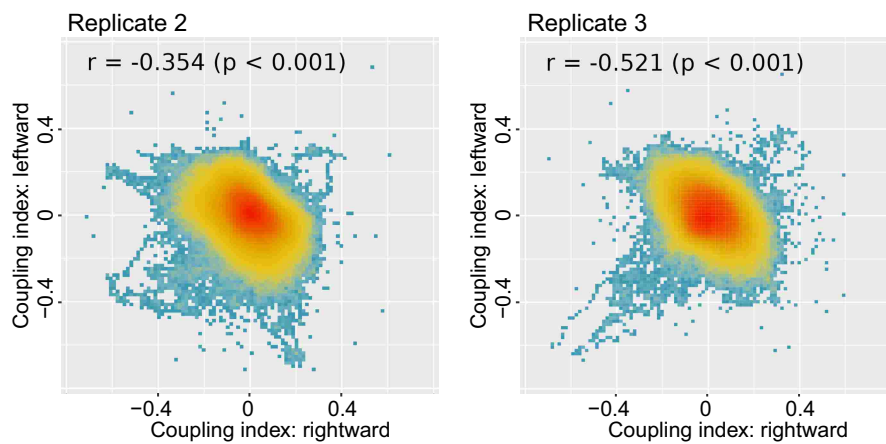 Replicate 2
r = -0.354 (p < 0.001)
Coupling index: leftward
0.4
0
−0.4
−0.4 0 0.4
Coupling index: rightward
Replicate 3
r = -0.521 (p < 0.001)
Coupling index: leftward
0.4
0
−0.4
−0.4 0 0.4
Coupling index: rightward